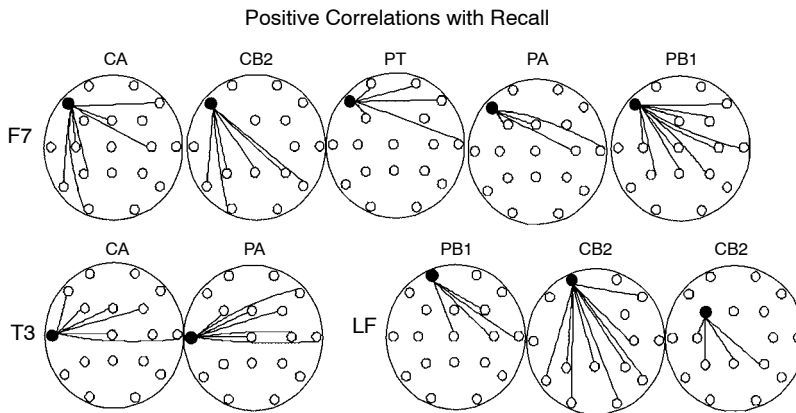 Positive Correlations with Recall
CA CB2 PT PA PB1
F7
CA PA PB1 CB2 CB2
T3 LF